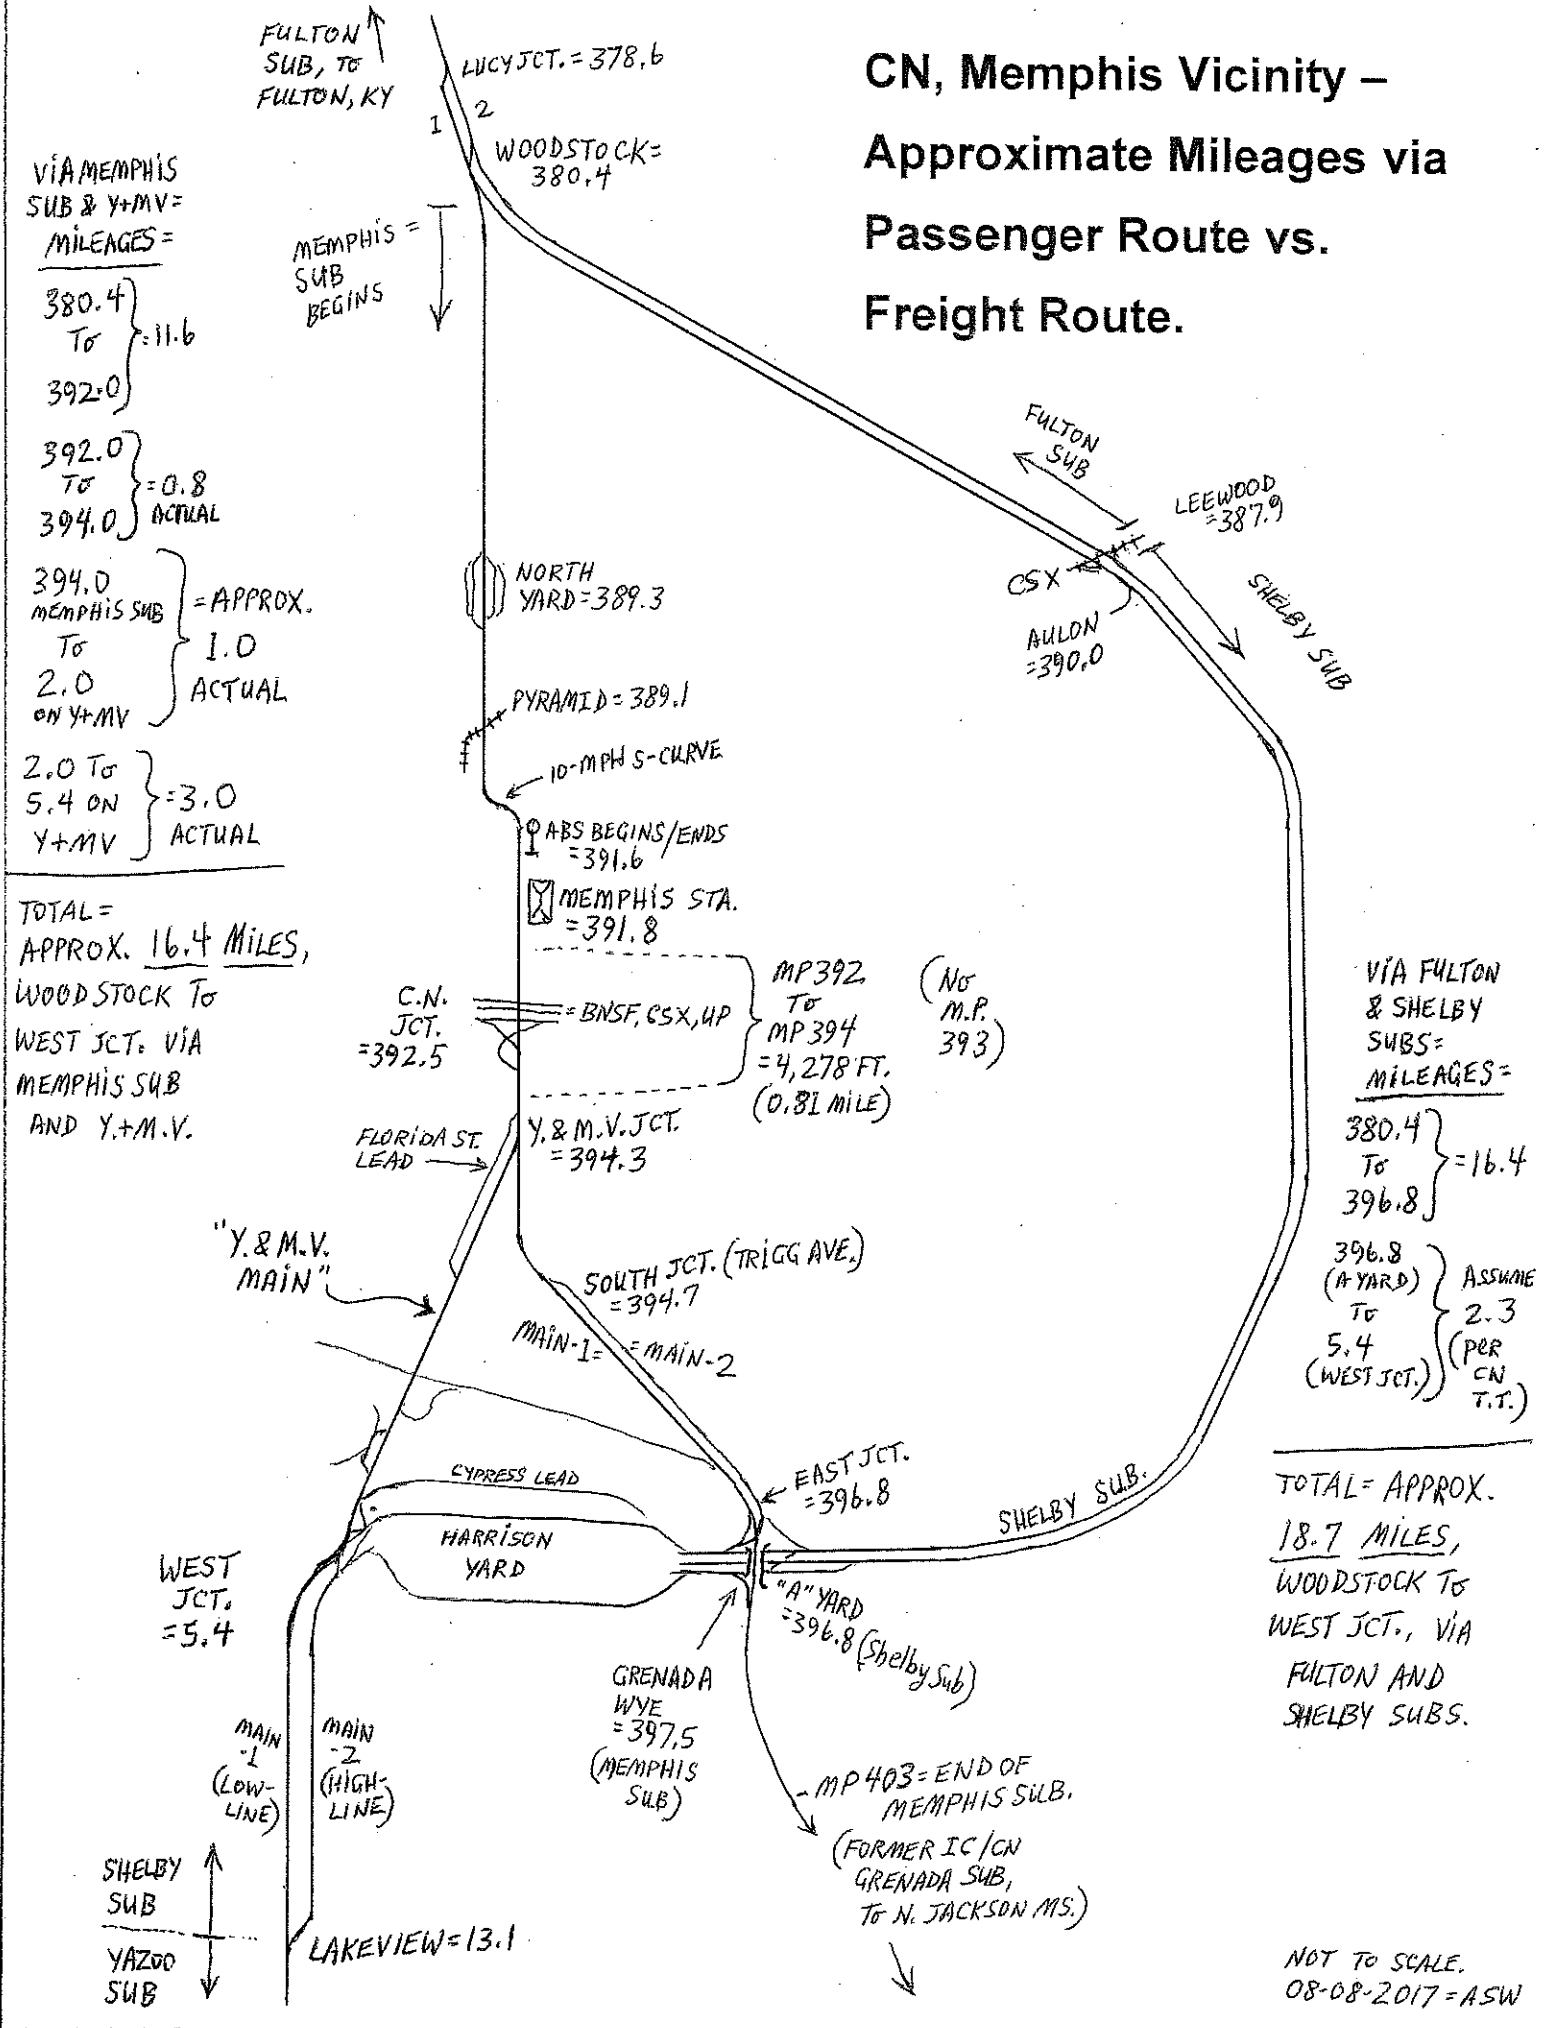 CN, Memphis Vicinity –
Approximate Mileages via
Passenger Route vs.
Freight Route.
FULTON
SUB, TO
FULTON, KY
LUCY JCT. = 378.6
1
2
WOODSTOCK =
380.4
MEMPHIS =
SUB
BEGINS
VIA MEMPHIS
SUB & Y+MV =
MILEAGES =
380.4
TO
392.0
= 11.6
392.0
TO
394.0
= 0.8
ACTUAL
394.0
MEMPHIS SUB
TO
2.0
ON Y+MV
= APPROX.
1.0
ACTUAL
2.0 TO
5.4 ON
Y+MV
= 3.0
ACTUAL
TOTAL =
APPROX. 16.4 MILES,
WOODSTOCK TO
WEST JCT. VIA
MEMPHIS SUB
AND Y.+M.V.
FULTON
SUB
LEEWOOD
= 387.9
CSX
AULON
= 390.0
SHELBY SUB
NORTH
YARD = 389.3
PYRAMID = 389.1
10-MPH S-CURVE
ABS BEGINS/ENDS
= 391.6
MEMPHIS STA.
= 391.8
C.N.
JCT.
= 392.5
= BNSF, CSX, UP
MP 392
TO
MP 394
= 4,278 FT.
(0.81 MILE)
(NO
M.P.
393)
FLORIDA ST.
LEAD
Y. & M.V. JCT.
= 394.3
"Y. & M.V.
MAIN"
SOUTH JCT. (TRIGG AVE.)
= 394.7
MAIN-1 =
= MAIN-2
VIA FULTON
& SHELBY
SUBS =
MILEAGES =
380.4
TO
396.8
= 16.4
396.8
(A YARD)
TO
5.4
(WEST JCT.)
ASSUME
2.3
(PER
CN
T.T.)
TOTAL = APPROX.
18.7 MILES,
WOODSTOCK TO
WEST JCT., VIA
FULTON AND
SHELBY SUBS.
CYPRESS LEAD
HARRISON
YARD
EAST JCT.
= 396.8
SHELBY SUB.
"A" YARD
= 396.8 (Shelby Sub)
WEST
JCT.
= 5.4
GRENADA
WYE
= 397.5
(MEMPHIS
SUB)
MAIN
-1
(LOW-
LINE)
MAIN
-2
(HIGH-
LINE)
- MP 403 = END OF
MEMPHIS SUB.
(FORMER IC/CN
GRENADA SUB,
TO N. JACKSON MS.)
SHELBY
SUB
YAZOO
SUB
LAKEVIEW = 13.1
NOT TO SCALE.
08-08-2017 = ASW